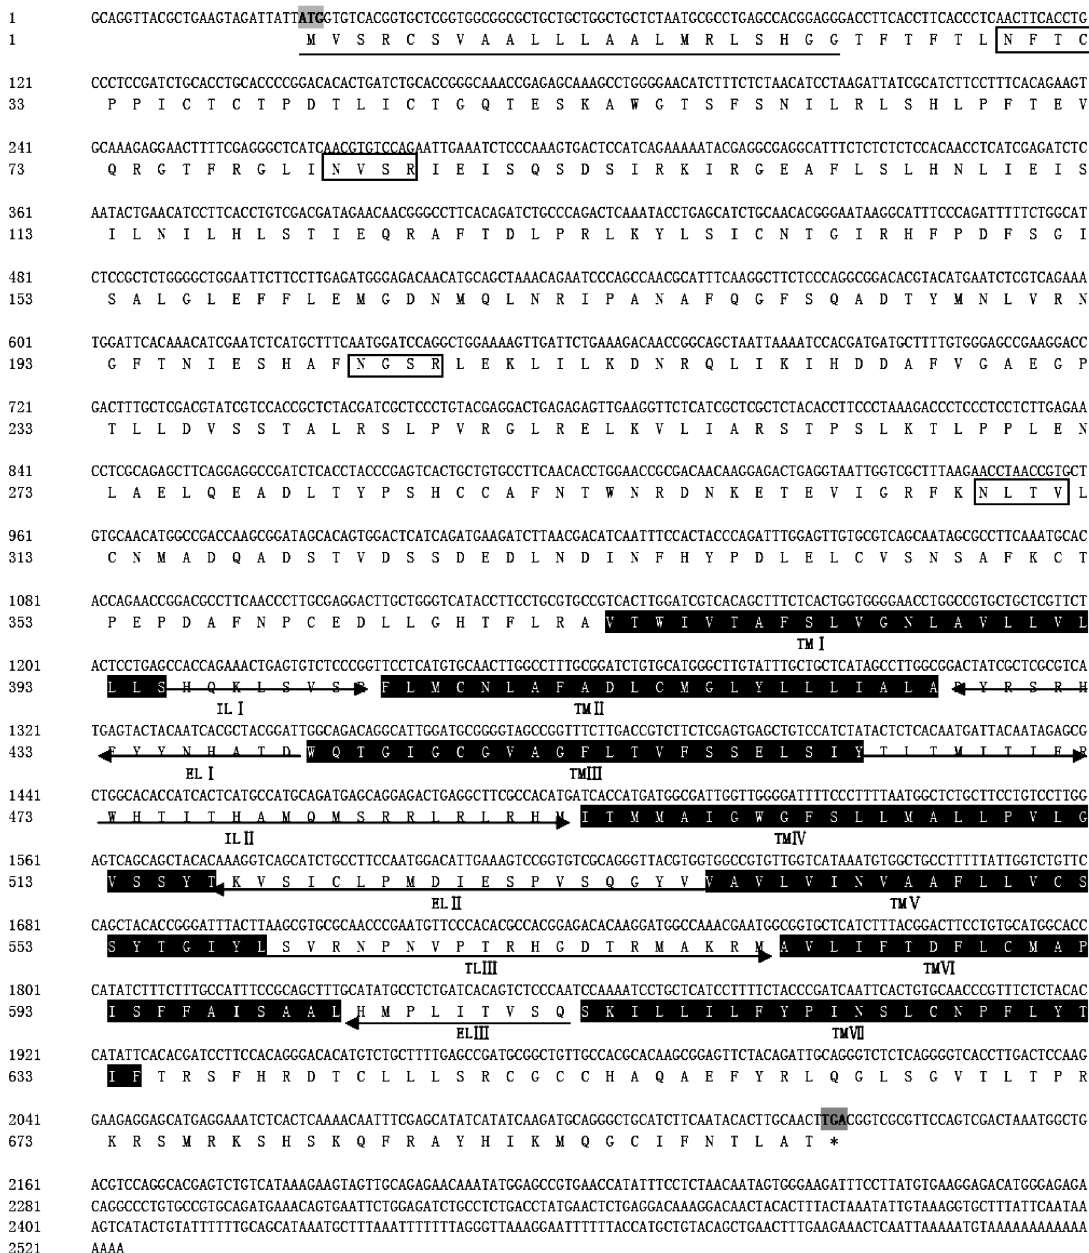 1 GCAGGTTACGCTGAAGTAGATTATTATGGTGTCACGGTGCTCGGTGGCGGCGCTGCTGCTGGCTGCTCTAATGCGCCTGAGCCACGGAGGGACCTTCACCTTCACCCTCAACTTCACCTG
1 M V S R C S V A A L L L A A L M R L S H G G T F T F T L N F T C
121 CCCTCCGATCTGCACCTGCACCCCGGACACACTGATCTGCACCGGGCAAACCGAGAGCAAAGCCTGGGGAACATCTTTCTCTAACATCCTAAGATTATCGCATCTTCCTTTCACAGAAGT
33 P P I C T C T P D T L I C T G Q T E S K A W G T S F S N I L R L S H L P F T E V
241 GCAAAGAGGAACTTTTCGAGGGCTCATCAACGTGTCCAGAATTGAAATCTCCCAAAGTGACTCCATCAGAAAAATACGAGGCGAGGCATTTCTCTCTCTCCACAACCTCATCGAGATCTC
73 Q R G T F R G L I N V S R I E I S Q S D S I R K I R G E A F L S L H N L I E I S
361 AATACTGAACATCCTTCACCTGTCGACGATAGAACAACGGGCCTTCACAGATCTGCCCAGACTCAAATACCTGAGCATCTGCAACACGGGAATAAGGCATTTCCCAGATTTTTCTGGCAT
113 I L N I L H L S T I E Q R A F T D L P R L K Y L S I C N T G I R H F P D F S G I
481 CTCCGCTCTGGGGCTGGAATTCTTCCTTGAGATGGGAGACAACATGCAGCTAAACAGAATCCCAGCCAACGCATTTCAAGGCTTCTCCCAGGCGGACACGTACATGAATCTCGTCAGAAA
153 S A L G L E F F L E M G D N M Q L N R I P A N A F Q G F S Q A D T Y M N L V R N
601 TGGATTCACAAACATCGAATCTCATGCTTTCAATGGATCCAGGCTGGAAAAGTTGATTCTGAAAGACAACCGGCAGCTAATTAAAATCCACGATGATGCTTTTGTGGGAGCCGAAGGACC
193 G F T N I E S H A F N G S R L E K L I L K D N R Q L I K I H D D A F V G A E G P
721 GACTTTGCTCGACGTATCGTCCACCGCTCTACGATCGCTCCCTGTACGAGGACTGAGAGAGTTGAAGGTTCTCATCGCTCGCTCTACACCTTCCCTAAAGACCCTCCCTCCTCTTGAGAA
233 T L L D V S S T A L R S L P V R G L R E L K V L I A R S T P S L K T L P P L E N
841 CCTCGCAGAGCTTCAGGAGGCCGATCTCACCTACCCGAGTCACTGCTGTGCCTTCAACACCTGGAACCGCGACAACAAGGAGACTGAGGTAATTGGTCGCTTTAAGAACCTAACCGTGCT
273 L A E L Q E A D L T Y P S H C C A F N T W N R D N K E T E V I G R F K N L T V L
961 GTGCAACATGGCCGACCAAGCGGATAGCACAGTGGACTCATCAGATGAAGATCTTAACGACATCAATTTCCACTACCCAGATTTGGAGTTGTGCGTCAGCAATAGCGCCTTCAAATGCAC
313 C N M A D Q A D S T V D S S D E D L N D I N F H Y P D L E L C V S N S A F K C T
1081 ACCAGAACCGGACGCCTTCAACCCTTGCGAGGACTTGCTGGGTCATACCTTCCTGCGTGCCGTCACTTGGATCGTCACAGCTTTCTCACTGGTGGGGAACCTGGCCGTGCTGCTCGTTCT
353 P E P D A F N P C E D L L G H T F L R A V T W I V T A F S L V G N L A V L L V L
TM I
1201 ACTCCTGAGCCACCAGAAACTGAGTGTCTCCCGGTTCCTCATGTGCAACTTGGCCTTTGCGGATCTGTGCATGGGCTTGTATTTGCTGCTCATAGCCTTGGCGGACTATCGCTCGCGTCA
393 L L S H Q K L S V S R F L M C N L A F A D L C M G L Y L L L I A L A D Y R S R H
IL I TM II
1321 TGAGTACTACAATCACGCTACGGATTGGCAGACAGGCATTGGATGCGGGGTAGCCGGTTTCTTGACCGTCTTCTCGAGTGAGCTGTCCATCTATACTCTCACAATGATTACAATAGAGCG
433 E Y Y N H A T D W Q T G I G C G V A G F L T V F S S E L S I Y T L T M I T I E R
EL I TM III
1441 CTGGCACACCATCACTCATGCCATGCAGATGAGCAGGAGACTGAGGCTTCGCCACATGATCACCATGATGGCGATTGGTTGGGGATTTTCCCTTTTAATGGCTCTGCTTCCTGTCCTTGG
473 W H T I T H A M Q M S R R L R L R H M I T M M A I G W G F S L L M A L L P V L G
IL II TM IV
1561 AGTCAGCAGCTACACAAAGGTCAGCATCTGCCTTCCAATGGACATTGAAAGTCCGGTGTCGCAGGGTTACGTGGTGGCCGTGTTGGTCATAAATGTGGCTGCCTTTTTATTGGTCTGTTC
513 V S S Y T K V S I C L P M D I E S P V S Q G Y V V A V L V I N V A A F L L V C S
EL II TM V
1681 CAGCTACACCGGGATTTACTTAAGCGTGCGCAACCCGAATGTTCCCACACGCCACGGAGACACAAGGATGGCCAAACGAATGGCGGTGCTCATCTTTACGGACTTCCTGTGCATGGCACC
553 S Y T G I Y L S V R N P N V P T R H G D T R M A K R M A V L I F T D F L C M A P
TL III TM VI
1801 CATATCTTTCTTTGCCATTTCCGCAGCTTTGCATATGCCTCTGATCACAGTCTCCCAATCCAAAATCCTGCTCATCCTTTTCTACCCGATCAATTCACTGTGCAACCCGTTTCTCTACAC
593 I S F F A I S A A L H M P L I T V S Q S K I L L I L F Y P I N S L C N P F L Y T
EL III TM VII
1921 CATATTCACACGATCCTTCCACAGGGACACATGTCTGCTTTTGAGCCGATGCGGCTGTTGCCACGCACAAGCGGAGTTCTACAGATTGCAGGGTCTCTCAGGGGTCACCTTGACTCCAAG
633 I F T R S F H R D T C L L L S R C G C C H A Q A E F Y R L Q G L S G V T L T P R
2041 GAAGAGGAGCATGAGGAAATCTCACTCAAAACAATTTCGAGCATATCATATCAAGATGCAGGGCTGCATCTTCAATACACTTGCAACTTGACGGTCGCGTTCCAGTCGACTAAATGGCTG
673 K R S M R K S H S K Q F R A Y H I K M Q G C I F N T L A T *
2161 ACGTCCAGGCACGAGTCTGTCATAAAGAAGTAGTTGCAGAGAACAAATATGGAGCCGTGAACCATATTTCCTCTAACAATAGTGGGAAGATTTCCTTATGTGAAGGAGACATGGGAGAGA
2281 CAGGCCCTGTGCCGTGCAGATGAAACAGTGAATTCTGGAGATCTGCCTCTGACCTATGAACTCTGAGGACAAAGGACAACTACACTTTACTAAATATTGTAAAGGTGCTTTATTCAATAA
2401 AGTCATACTGTATTTTTTGCAGCATAAATGCTTTAAATTTTTTTAGGGTTAAAGGAATTTTTTACCATGCTGTACAGCTGAACTTTGAAGAAACTCAATTAAAAATGTAAAAAAAAAAAA
2521 AAAA